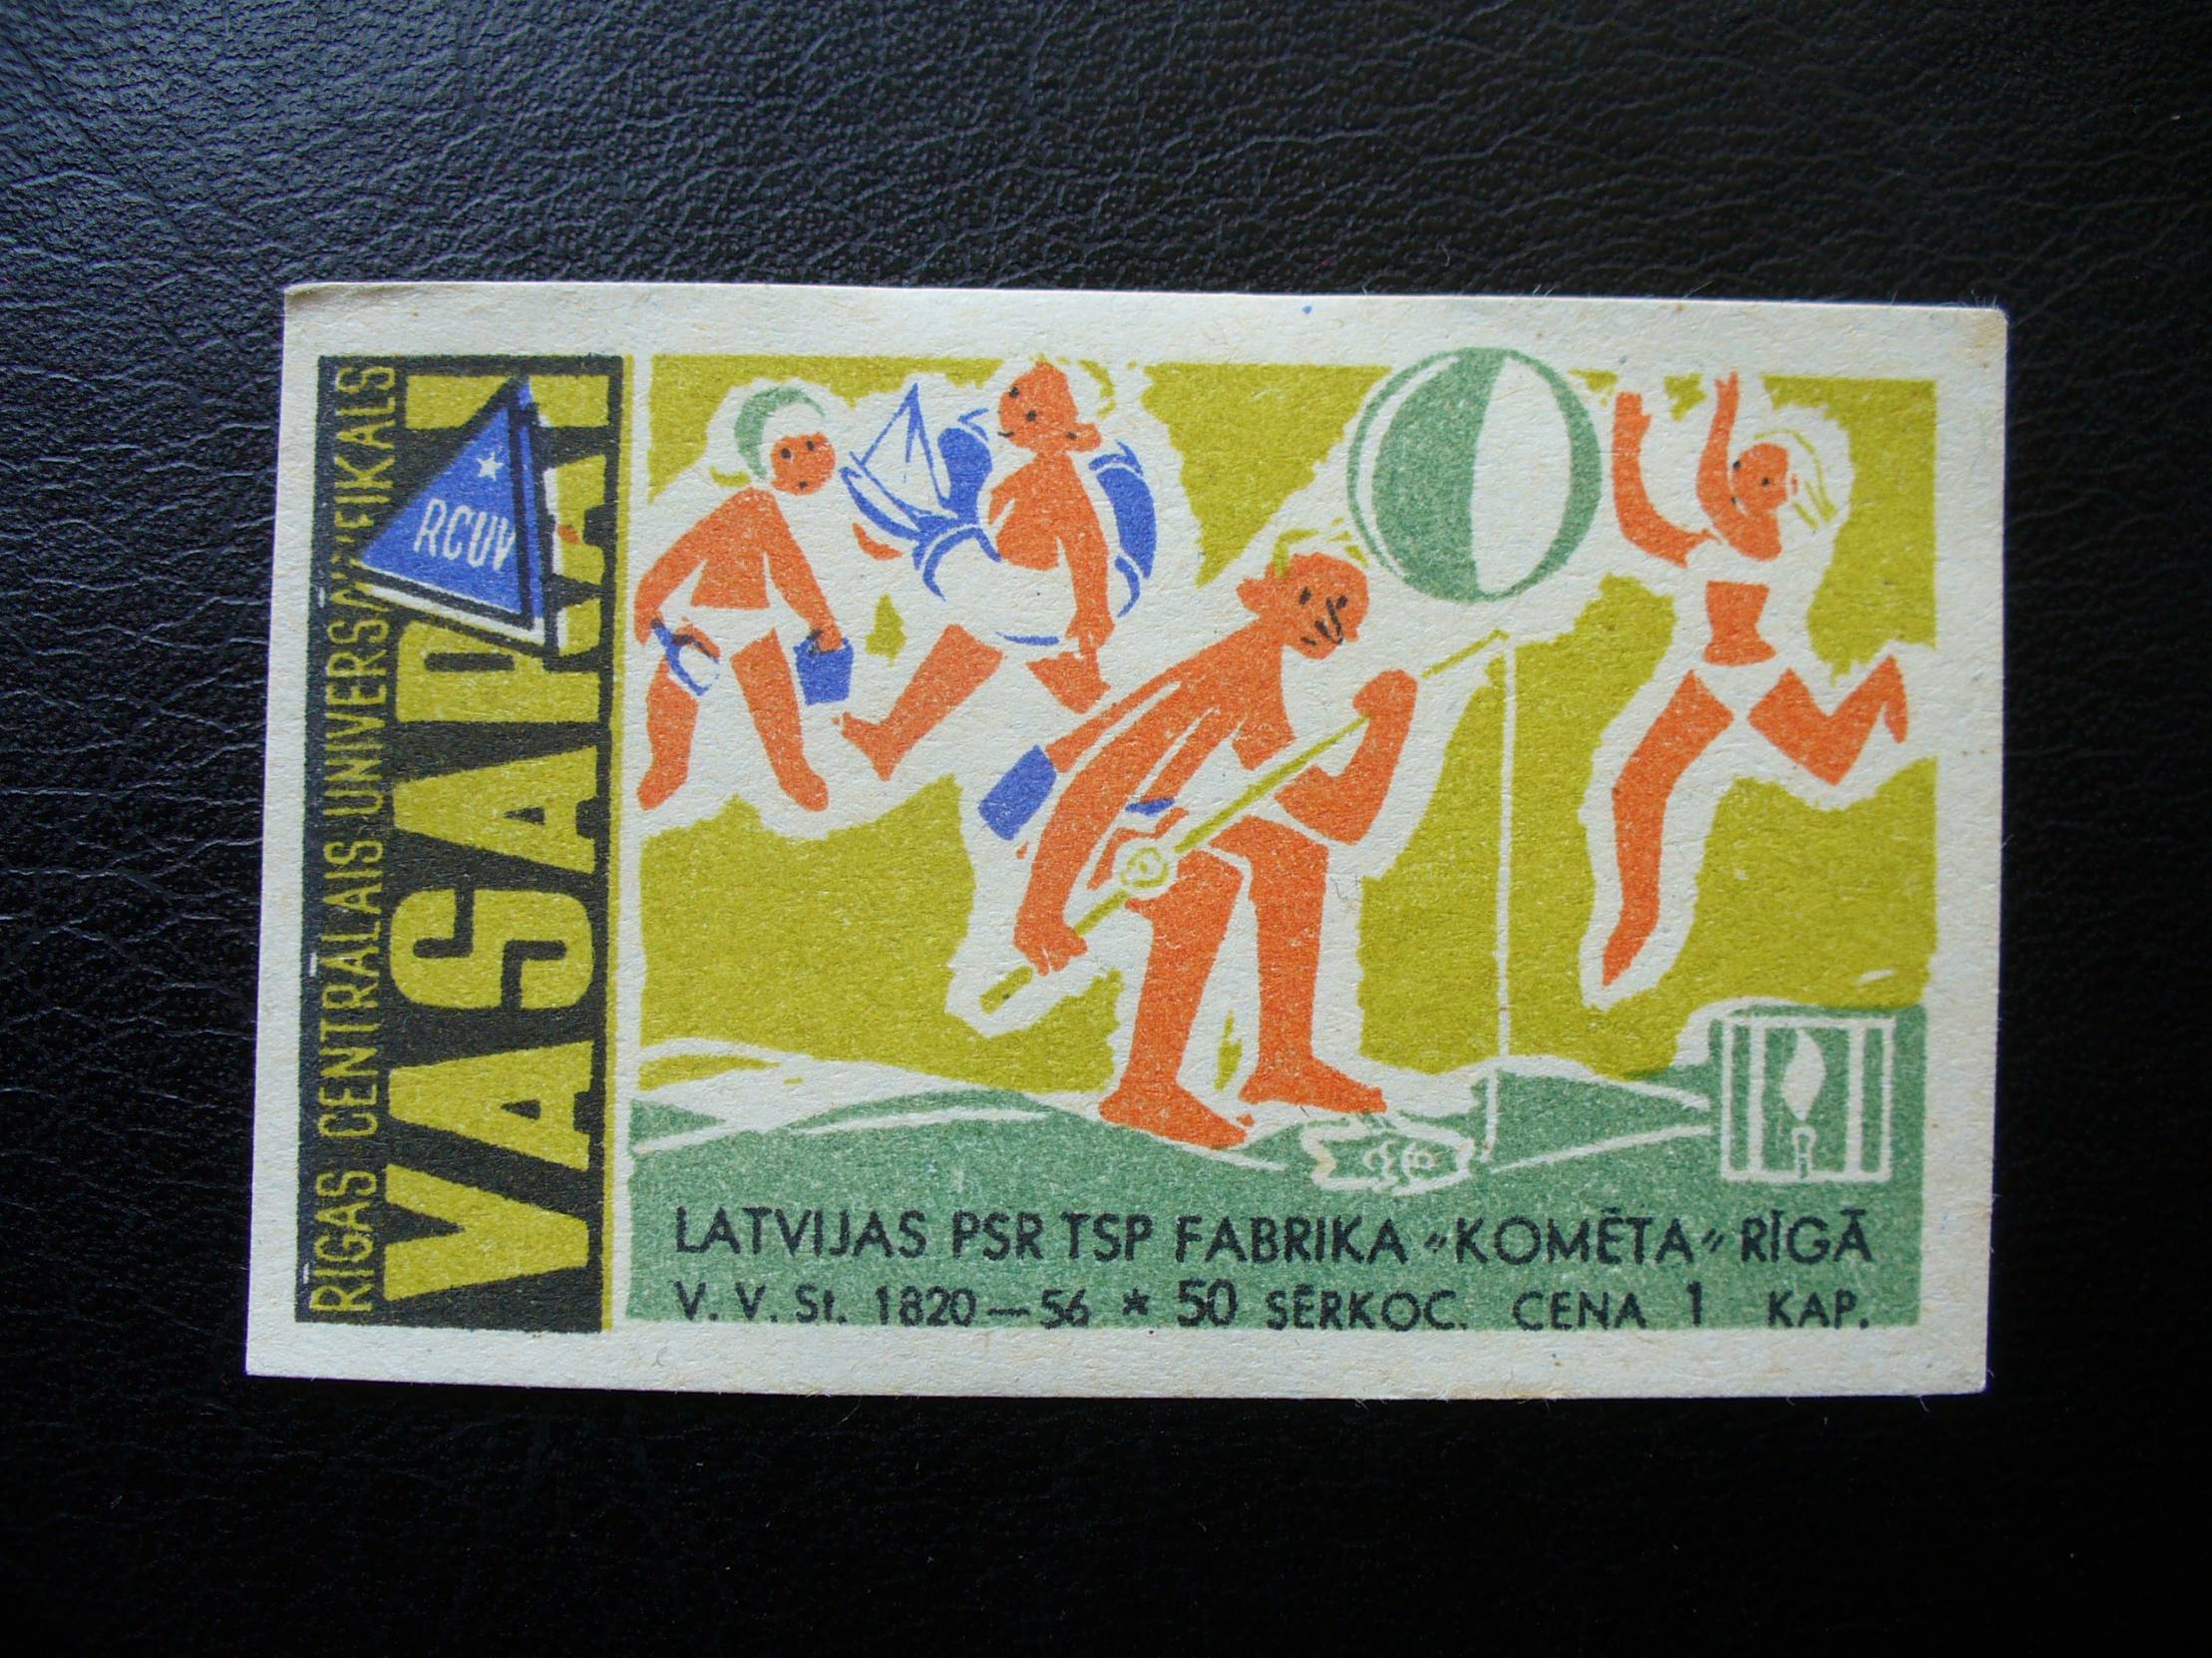 RĪGAS CENTRĀLAIS UNIVERSĀLVEIKALS
VASARAI
RCUV
LATVIJAS PSR TSP FABRIKA "KOMĒTA" RĪGĀ
V. V. St. 1820—56 * 50 SĒRKOC. CENA 1 KAP.